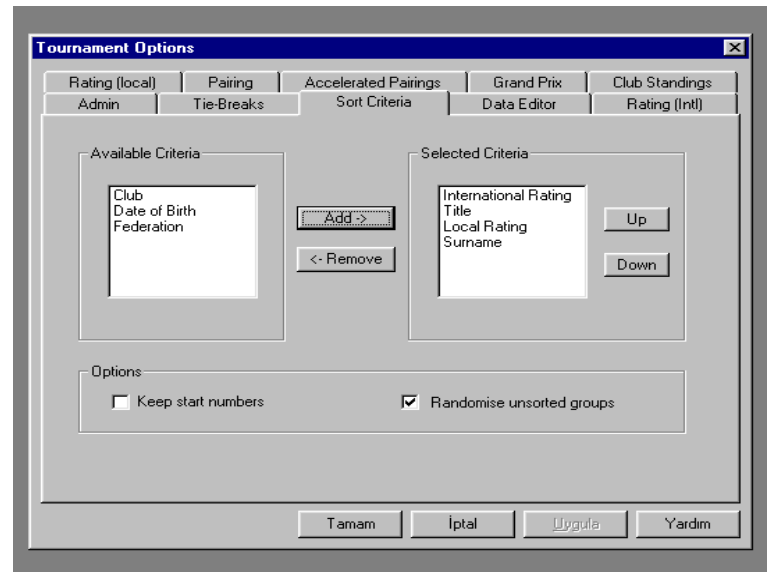 Tournament Options
Rating (local) Pairing Accelerated Pairings Grand Prix Club Standings
Admin Tie-Breaks Sort Criteria Data Editor Rating (Intl)
Available Criteria
Club
Date of Birth
Federation
Add ->
<- Remove
Selected Criteria
International Rating
Title
Local Rating
Surname
Up
Down
Options
Keep start numbers Randomise unsorted groups
Tamam İptal Uygula Yardım